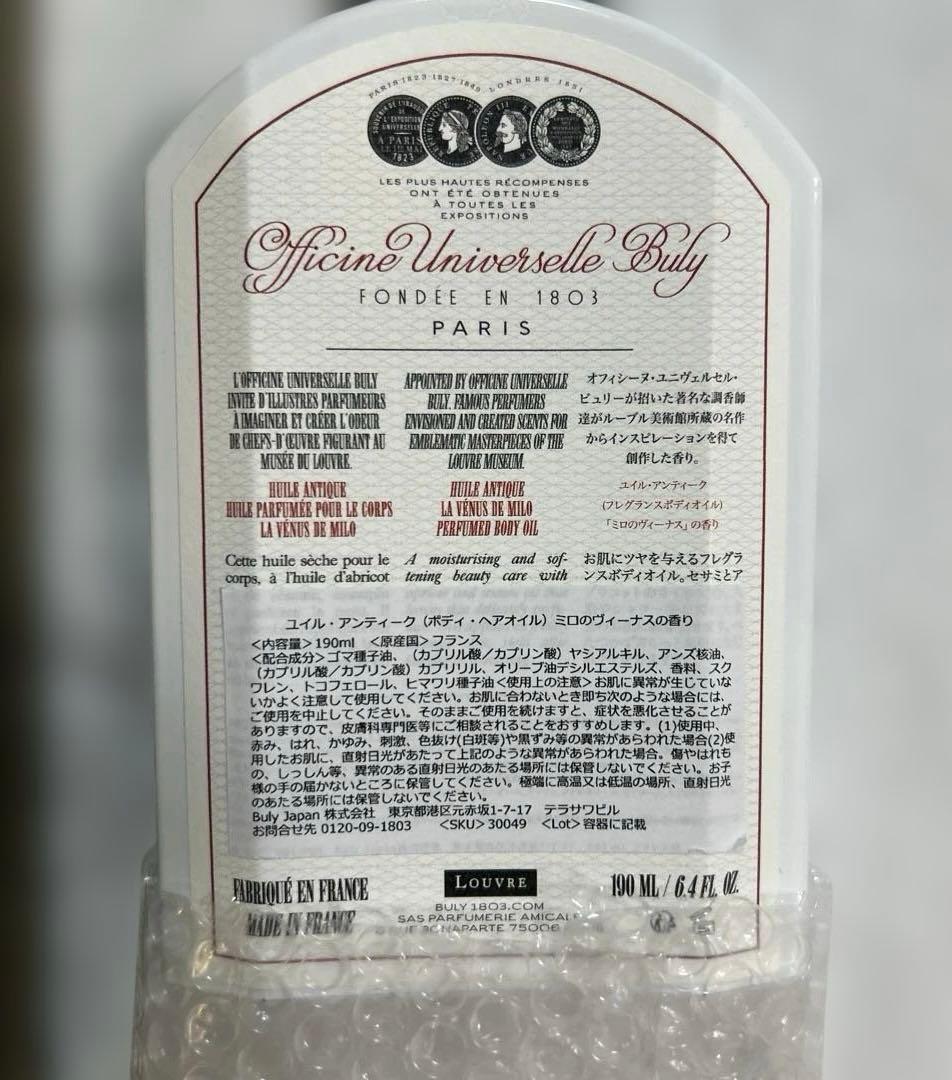 PARIS 1823·1827·1849 LONDRES 1851
A PARIS
1823
LES PLUS HAUTES RÉCOMPENSES
ONT ÉTÉ OBTENUES
À TOUTES LES
EXPOSITIONS
Officine Universelle Buly
FONDÉE EN 1803
PARIS
L'OFFICINE UNIVERSELLE BULY
INVITE D'ILLUSTRES PARFUMEURS
À IMAGINER ET CRÉER L'ODEUR
DE CHEFS-D'ŒUVRE FIGURANT AU
MUSÉE DU LOUVRE.
HUILE ANTIQUE
HUILE PARFUMÉE POUR LE CORPS
LA VÉNUS DE MILO
Cette huile sèche pour le
corps, à l'huile d'abricot
APPOINTED BY OFFICINE UNIVERSELLE
BULY, FAMOUS PERFUMERS
ENVISIONED AND CREATED SCENTS FOR
EMBLEMATIC MASTERPIECES OF THE
LOUVRE MUSEUM.
HUILE ANTIQUE
LA VÉNUS DE MILO
PERFUMED BODY OIL
A moisturising and sof-
tening beauty care with
オフィシーヌ・ユニヴェルセル・
ビュリーが招いた著名な調香師
達がルーブル美術館所蔵の名作
からインスピレーションを得て
創作した香り。
ユイル・アンティーク
(フレグランスボディオイル)
「ミロのヴィーナス」の香り
お肌にツヤを与えるフレグラ
ンスボディオイル。セサミとア
ユイル・アンティーク（ボディ・ヘアオイル）ミロのヴィーナスの香り
＜内容量＞190ml ＜原産国＞フランス
＜配合成分＞ゴマ種子油、（カプリル酸／カプリン酸）ヤシアルキル、アンズ核油、
（カプリル酸／カプリン酸）カプリリル、オリーブ油デシルエステルズ、香料、スク
ワレン、トコフェロール、ヒマワリ種子油＜使用上の注意＞お肌に異常が生じていな
いかよく注意して使用してください。お肌に合わないとき即ち次のような場合には、
ご使用を中止してください。そのままご使用を続けますと、症状を悪化させることが
ありますので、皮膚科専門医等にご相談されることをおすすめします。(1)使用中、
赤み、はれ、かゆみ、刺激、色抜け(白斑等)や黒ずみ等の異常があらわれた場合(2)使
用したお肌に、直射日光があたって上記のような異常があらわれた場合。傷やはれも
の、しっしん等、異常のある直射日光のあたる場所には保管しないでください。お子
様の手の届かないところに保管してください。極端に高温又は低温の場所、直射日光
のあたる場所には保管しないでください。
Buly Japan 株式会社 東京都港区元赤坂1-7-17 テラサワビル
お問合せ先 0120-09-1803 ＜SKU＞30049 ＜Lot＞容器に記載
FABRIQUÉ EN FRANCE
MADE IN FRANCE
LOUVRE
BULY1803.COM
SAS PARFUMERIE AMICALE
BONAPARTE 75006
190 ML / 6.4 FL. OZ.